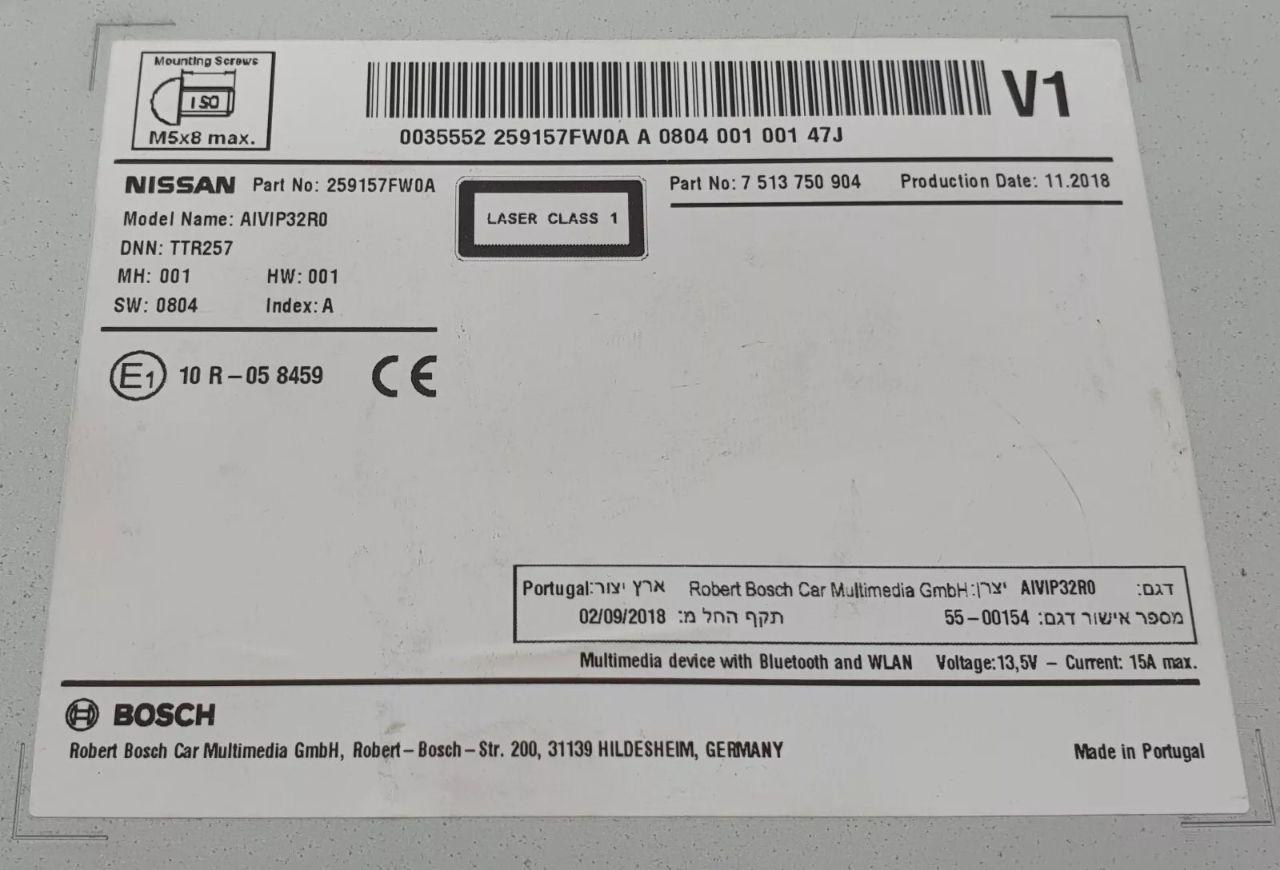 Mounting Screws
ISO
M5x8 max.
0035552 259157FW0A A 0804 001 001 47J
V1
NISSAN Part No: 259157FW0A
Model Name: AIVIP32R0
DNN: TTR257
MH: 001 HW: 001
SW: 0804 Index: A
LASER CLASS 1
Part No: 7 513 750 904 Production Date: 11.2018
E1 10 R-05 8459 CE
דגם: AIVIP32R0 יצרן: Robert Bosch Car Multimedia GmbH ארץ יצור: Portugal
מספר אישור דגם: 55-00154 תקף החל מ: 02/09/2018
Multimedia device with Bluetooth and WLAN Voltage:13,5V – Current: 15A max.
BOSCH
Robert Bosch Car Multimedia GmbH, Robert-Bosch-Str. 200, 31139 HILDESHEIM, GERMANY Made in Portugal